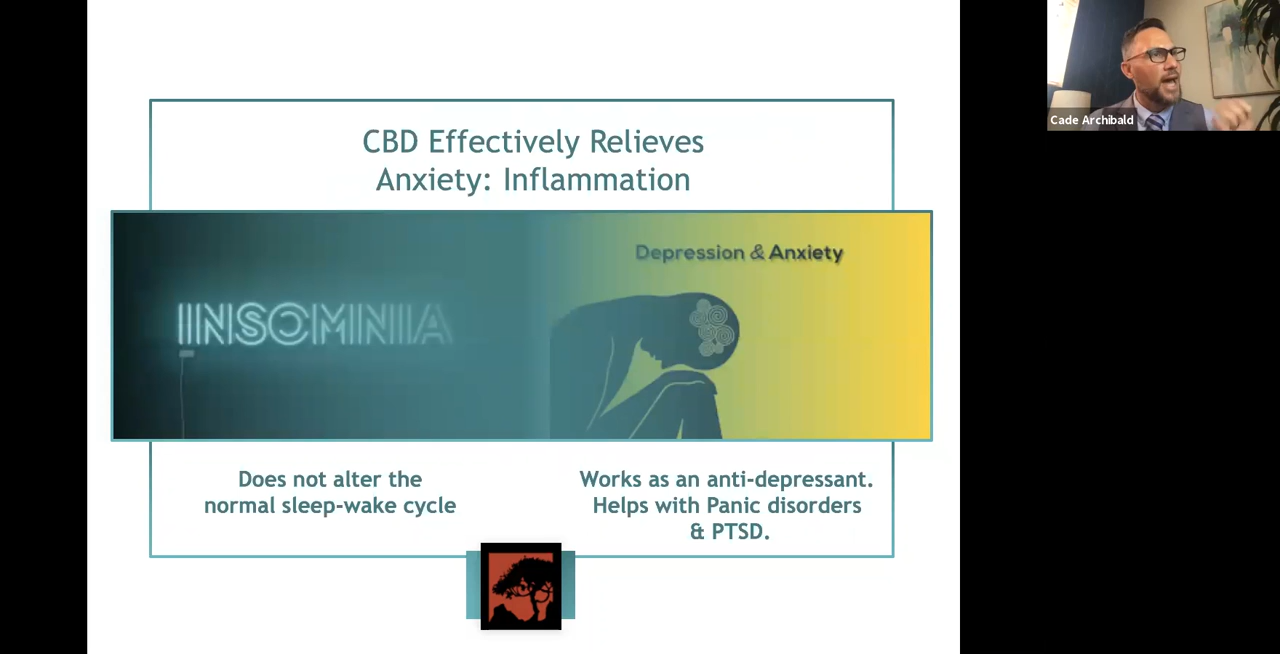 CBD Effectively Relieves
Anxiety: Inflammation
INSOMNIA
Depression & Anxiety
Does not alter the
normal sleep-wake cycle
Works as an anti-depressant.
Helps with Panic disorders
& PTSD.
Cade Archibald